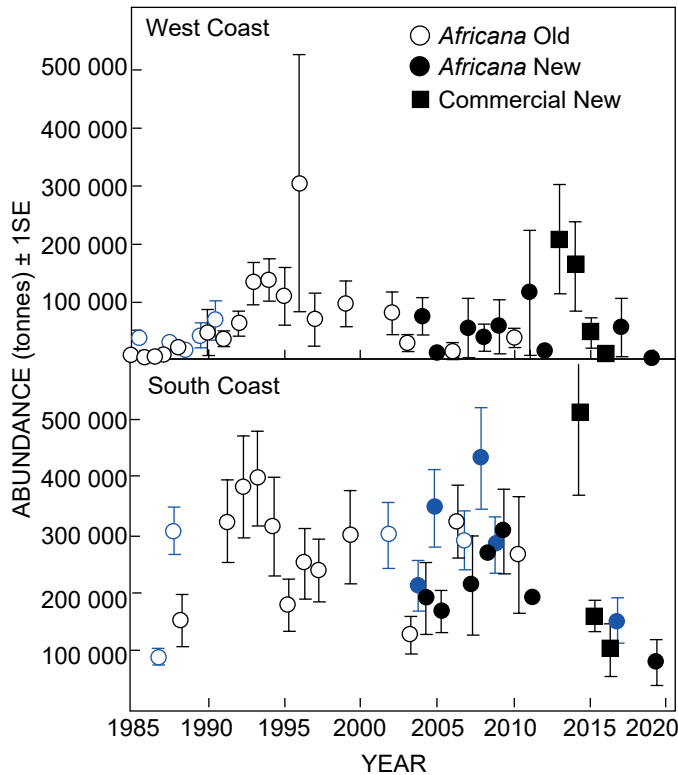 West Coast
Africana Old
Africana New
Commercial New
500 000
400 000
300 000
200 000
100 000
South Coast
500 000
400 000
300 000
200 000
100 000
ABUNDANCE (tonnes) ± 1SE
1985 1990 1995 2000 2005 2010 2015 2020
YEAR